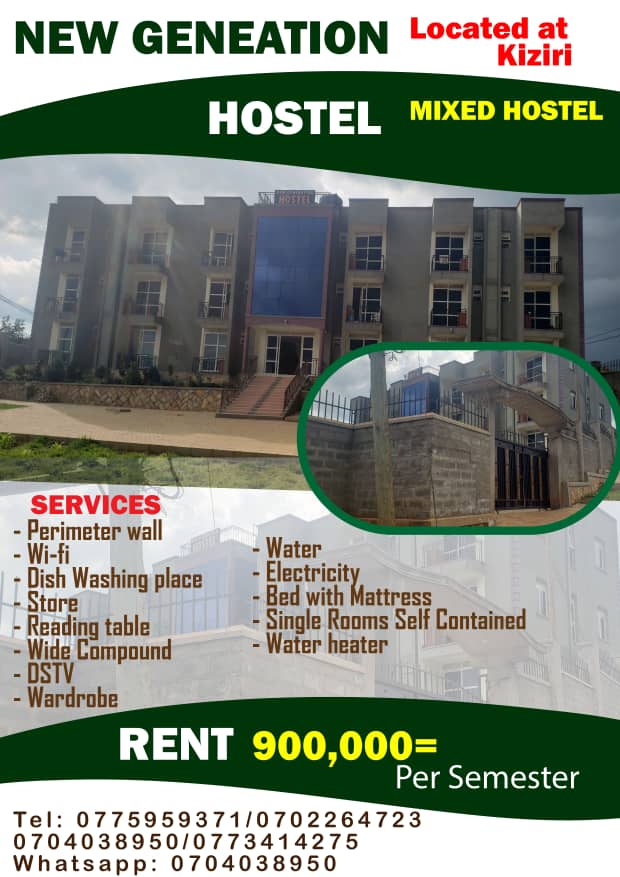 NEW GENEATION
Located at
Kiziri
HOSTEL
MIXED HOSTEL
HOSTEL
SERVICES
- Perimeter wall
- Wi-fi
- Dish Washing place
- Store
- Reading table
- Wide Compound
- DSTV
- Wardrobe
- Water
- Electricity
- Bed with Mattress
- Single Rooms Self Contained
- Water heater
RENT 900,000=
Per Semester
Tel: 0775959371/0702264723
0704038950/0773414275
Whatsapp: 0704038950